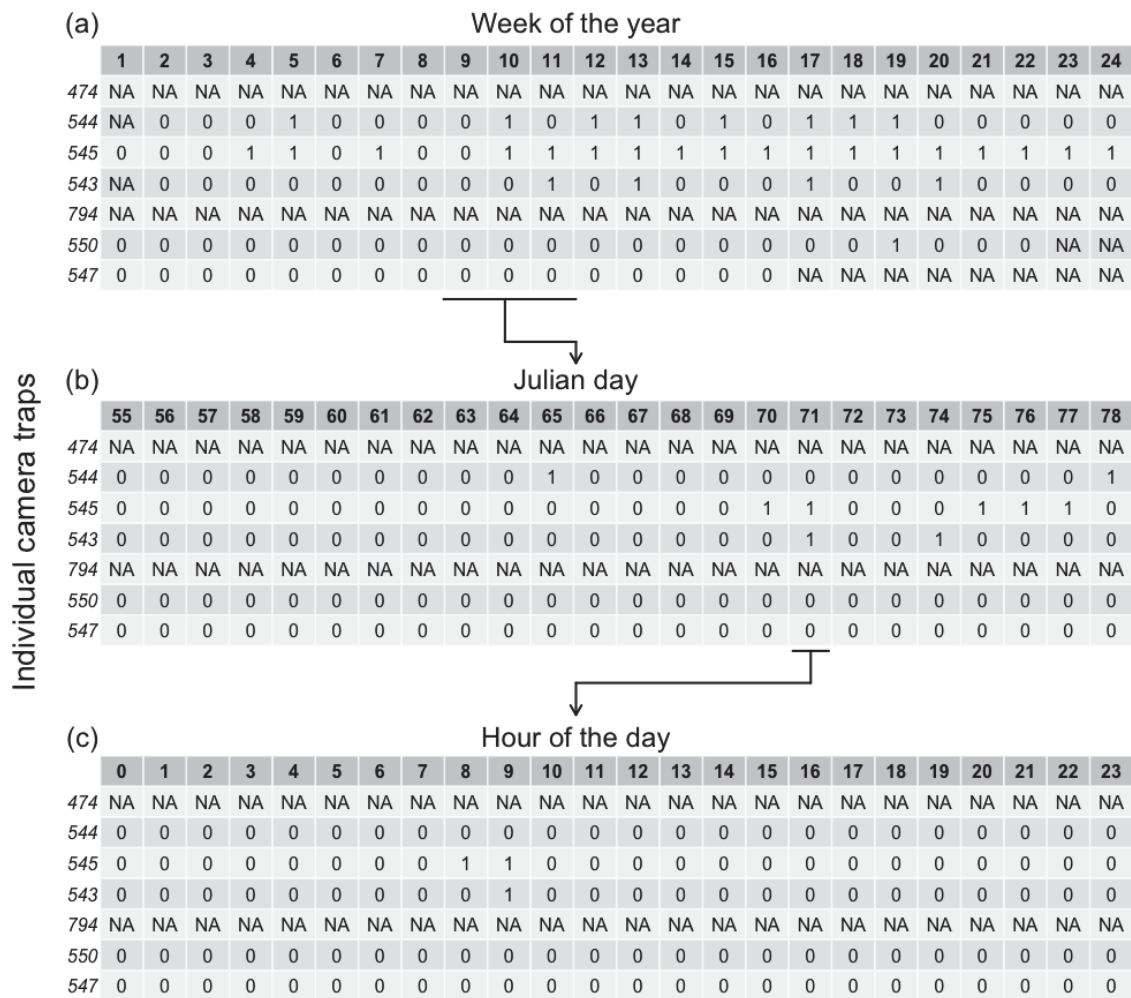 (a) Week of the year
1 2 3 4 5 6 7 8 9 10 11 12 13 14 15 16 17 18 19 20 21 22 23 24
474 NA NA NA NA NA NA NA NA NA NA NA NA NA NA NA NA NA NA NA NA NA NA NA NA
544 NA 0 0 0 1 0 0 0 0 1 0 1 1 0 1 0 1 1 1 0 0 0 0 0
545 0 0 0 1 1 0 1 0 0 1 1 1 1 1 1 1 1 1 1 1 1 1 1 1
543 NA 0 0 0 0 0 0 0 0 0 1 0 1 0 0 0 1 0 0 1 0 0 0 0
794 NA NA NA NA NA NA NA NA NA NA NA NA NA NA NA NA NA NA NA NA NA NA NA NA
550 0 0 0 0 0 0 0 0 0 0 0 0 0 0 0 0 0 0 1 0 0 0 NA NA
547 0 0 0 0 0 0 0 0 0 0 0 0 0 0 0 0 NA NA NA NA NA NA NA NA
Individual camera traps
(b) Julian day
55 56 57 58 59 60 61 62 63 64 65 66 67 68 69 70 71 72 73 74 75 76 77 78
474 NA NA NA NA NA NA NA NA NA NA NA NA NA NA NA NA NA NA NA NA NA NA NA NA
544 0 0 0 0 0 0 0 0 0 0 1 0 0 0 0 0 0 0 0 0 0 0 0 1
545 0 0 0 0 0 0 0 0 0 0 0 0 0 0 0 1 1 0 0 0 1 1 1 0
543 0 0 0 0 0 0 0 0 0 0 0 0 0 0 0 0 1 0 0 1 0 0 0 0
794 NA NA NA NA NA NA NA NA NA NA NA NA NA NA NA NA NA NA NA NA NA NA NA NA
550 0 0 0 0 0 0 0 0 0 0 0 0 0 0 0 0 0 0 0 0 0 0 0 0
547 0 0 0 0 0 0 0 0 0 0 0 0 0 0 0 0 0 0 0 0 0 0 0 0
(c) Hour of the day
0 1 2 3 4 5 6 7 8 9 10 11 12 13 14 15 16 17 18 19 20 21 22 23
474 NA NA NA NA NA NA NA NA NA NA NA NA NA NA NA NA NA NA NA NA NA NA NA NA
544 0 0 0 0 0 0 0 0 0 0 0 0 0 0 0 0 0 0 0 0 0 0 0 0
545 0 0 0 0 0 0 0 0 1 1 0 0 0 0 0 0 0 0 0 0 0 0 0 0
543 0 0 0 0 0 0 0 0 0 1 0 0 0 0 0 0 0 0 0 0 0 0 0 0
794 NA NA NA NA NA NA NA NA NA NA NA NA NA NA NA NA NA NA NA NA NA NA NA NA
550 0 0 0 0 0 0 0 0 0 0 0 0 0 0 0 0 0 0 0 0 0 0 0 0
547 0 0 0 0 0 0 0 0 0 0 0 0 0 0 0 0 0 0 0 0 0 0 0 0